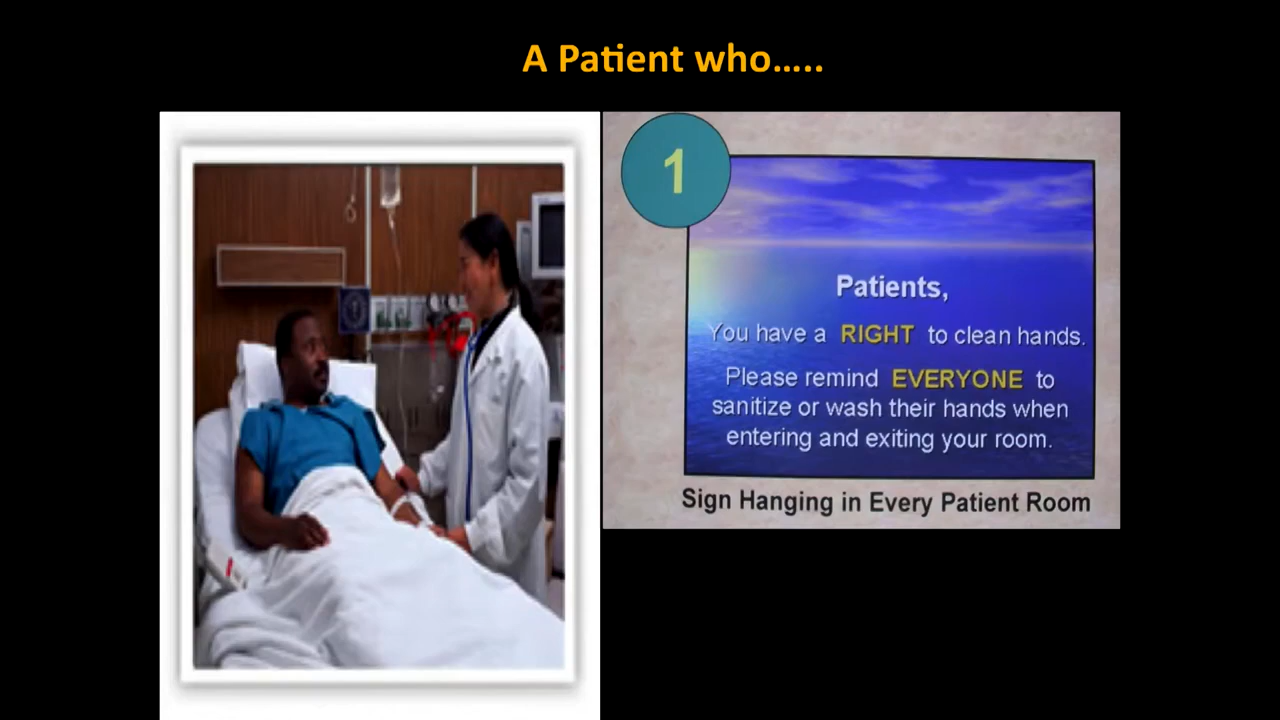 A Patient who.....
1
Patients,
You have a RIGHT to clean hands.
Please remind EVERYONE to
sanitize or wash their hands when
entering and exiting your room.
Sign Hanging in Every Patient Room